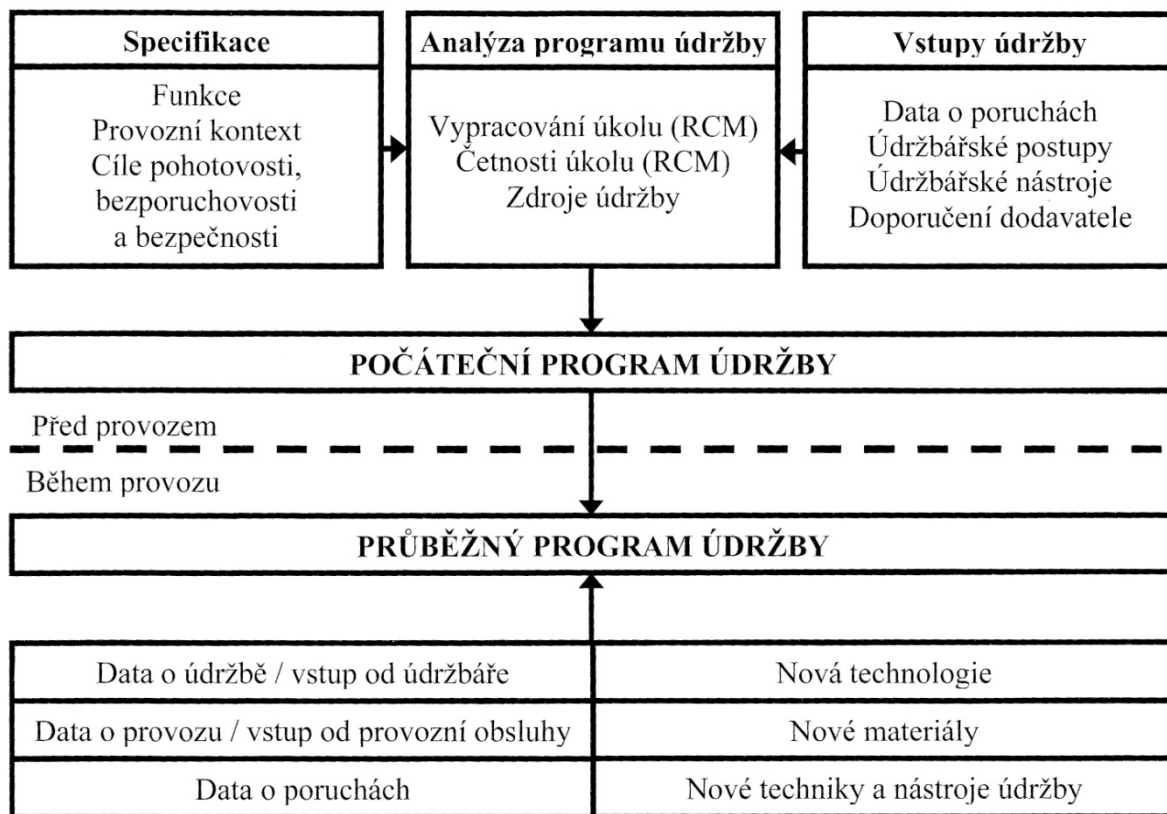 Specifikace
Funkce
Provozní kontext
Cíle pohotovosti,
bezporuchovosti
a bezpečnosti
Analýza programu údržby
Vypracování úkolu (RCM)
Četnosti úkolu (RCM)
Zdroje údržby
Vstupy údržby
Data o poruchách
Údržbářské postupy
Údržbářské nástroje
Doporučení dodavatele
POČÁTEČNÍ PROGRAM ÚDRŽBY
Před provozem
Během provozu
PRŮBĚŽNÝ PROGRAM ÚDRŽBY
Data o údržbě / vstup od údržbáře
Nová technologie
Data o provozu / vstup od provozní obsluhy
Nové materiály
Data o poruchách
Nové techniky a nástroje údržby